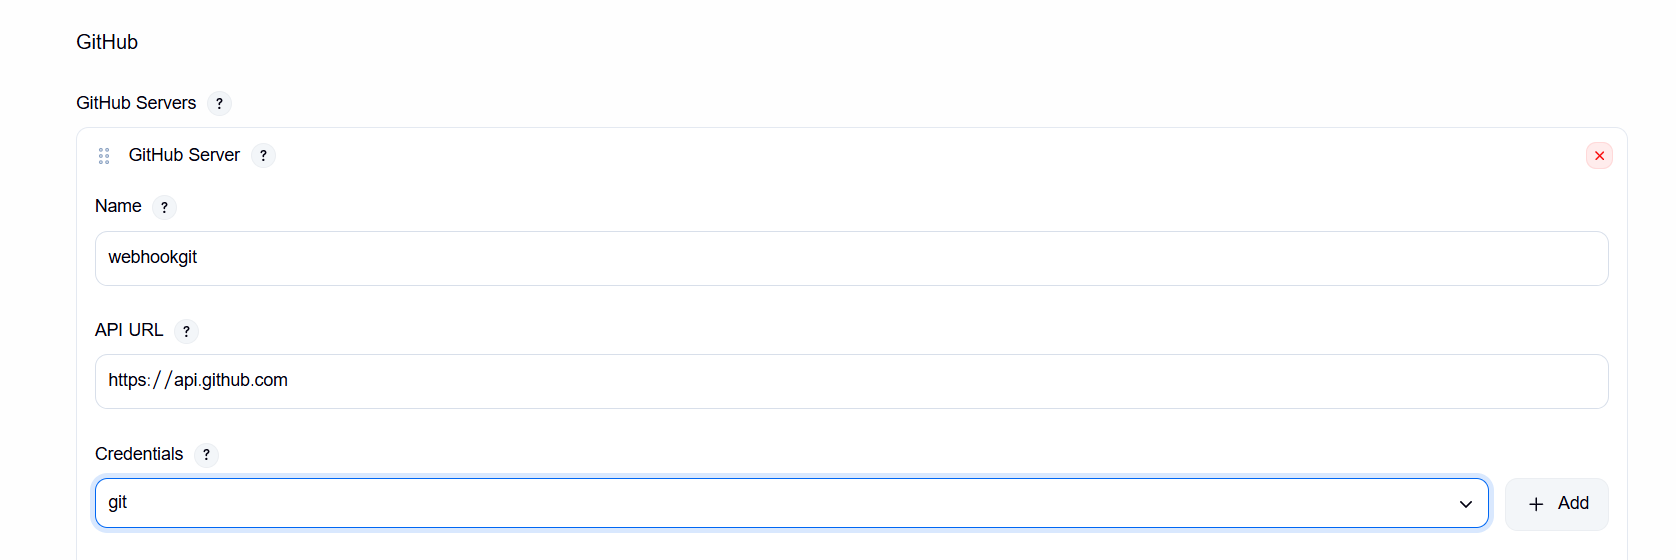 GitHub
GitHub Servers ?
GitHub Server ?
Name ?
webhookgit
API URL ?
https://api.github.com
Credentials ?
git
+ Add